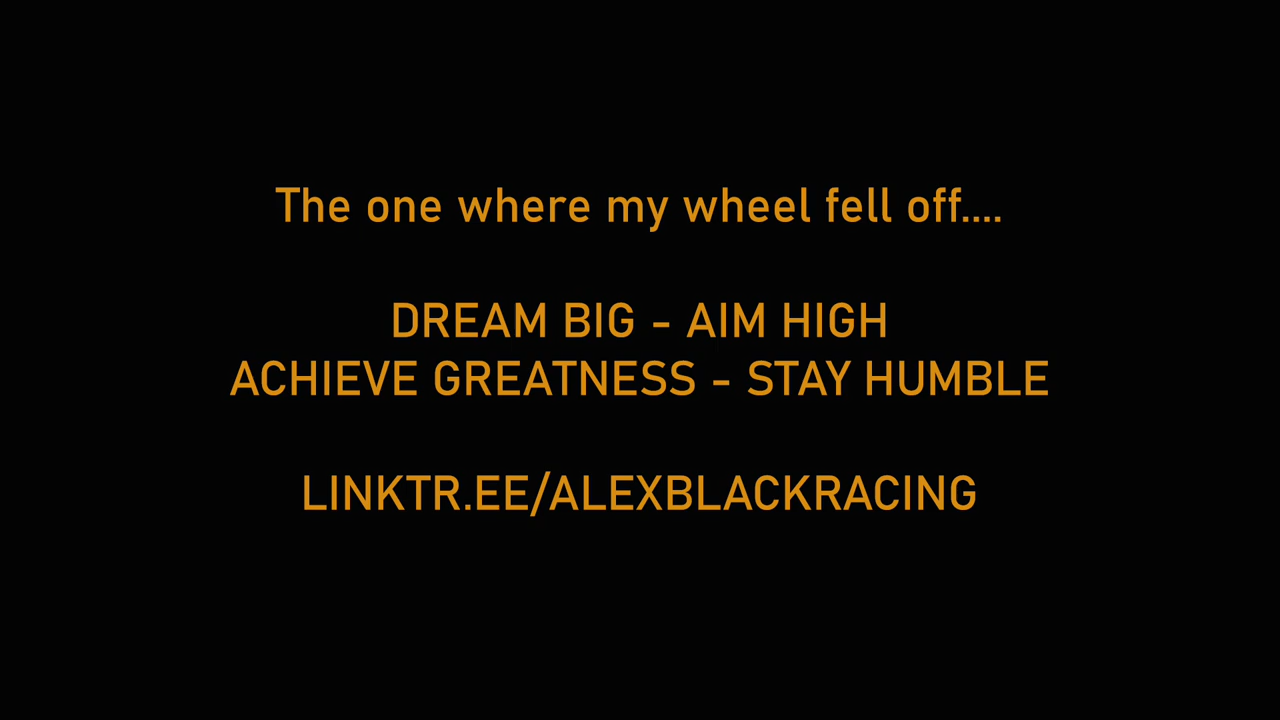 The one where my wheel fell off....
DREAM BIG - AIM HIGH
ACHIEVE GREATNESS - STAY HUMBLE
LINKTR.EE/ALEXBLACKRACING